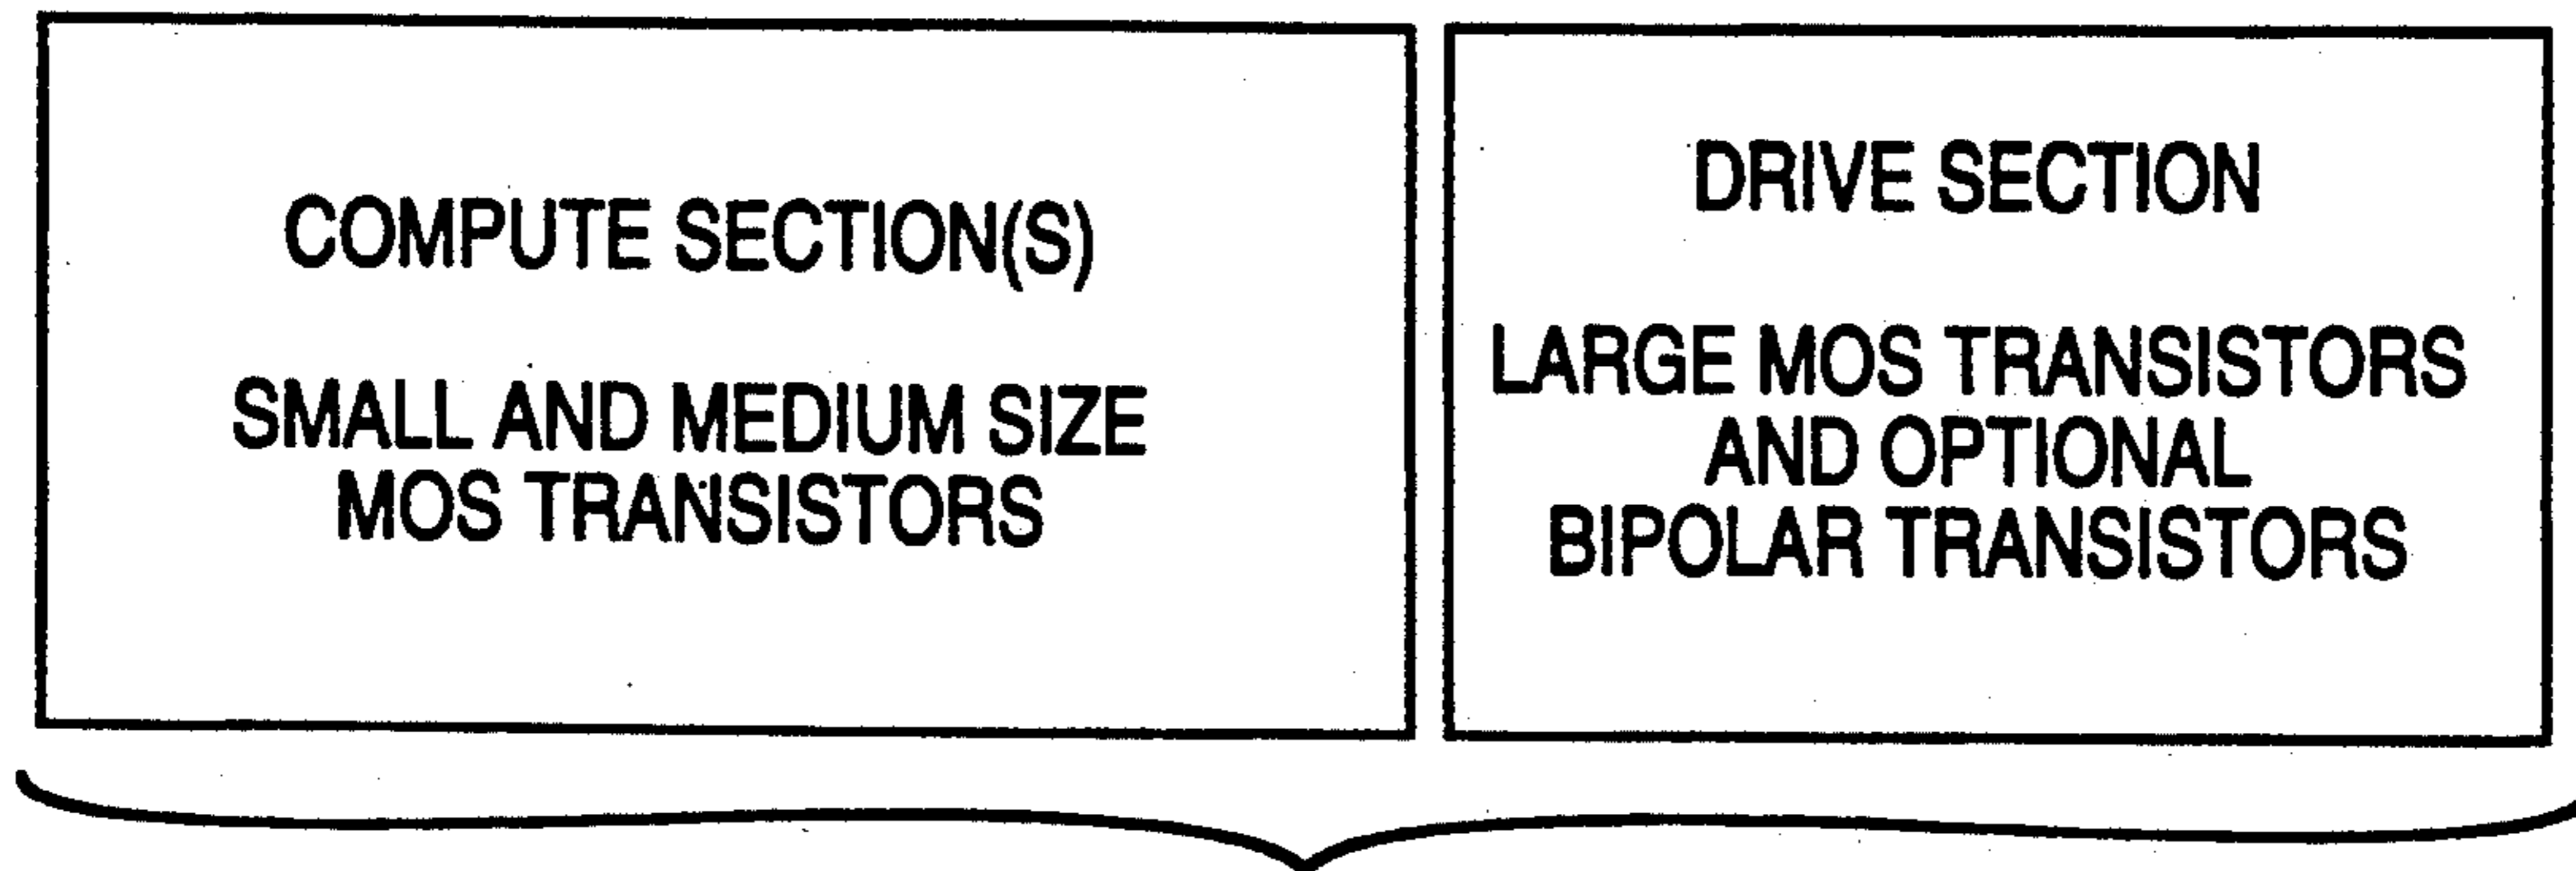 COMPUTE SECTION(S)
SMALL AND MEDIUM SIZE
MOS TRANSISTORS
DRIVE SECTION
LARGE MOS TRANSISTORS
AND OPTIONAL
BIPOLAR TRANSISTORS